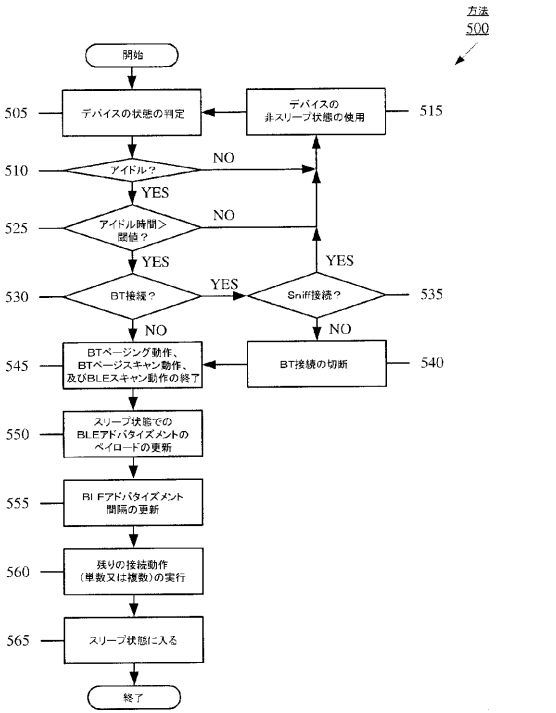 方法
500
開始
505
デバイスの状態の判定
デバイスの
非スリープ状態の使用
515
510
アイドル？
NO
YES
525
アイドル時間＞
閾値？
NO
YES
530
BT接続？
YES
NO
Sniff接続？
535
YES
NO
545
BTページング動作、
BTページスキャン動作、
及びBLEスキャン動作の終了
BT接続の切断
540
550
スリープ状態での
BLEアドバタイズメントの
ペイロードの更新
555
BLEアドバタイズメント
間隔の更新
560
残りの接続動作
(単数又は複数)の実行
565
スリープ状態に入る
終了